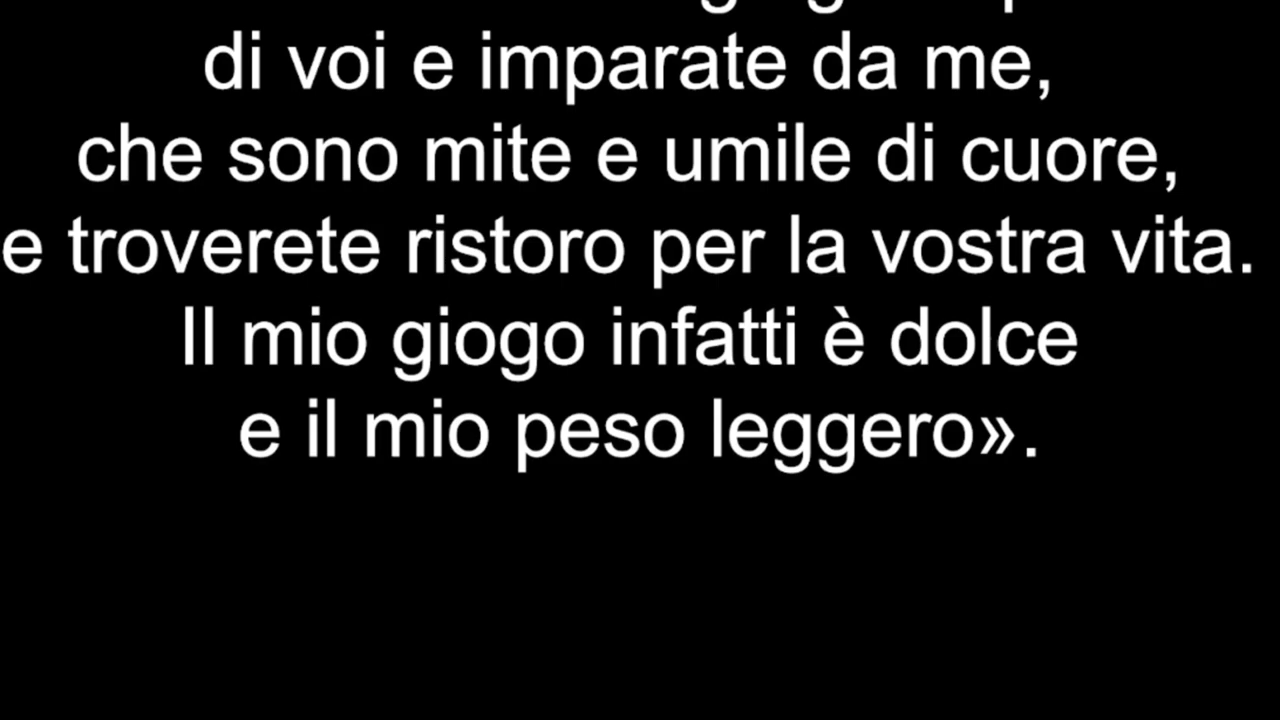 di voi e imparate da me,
che sono mite e umile di cuore,
e troverete ristoro per la vostra vita.
Il mio giogo infatti è dolce
e il mio peso leggero».